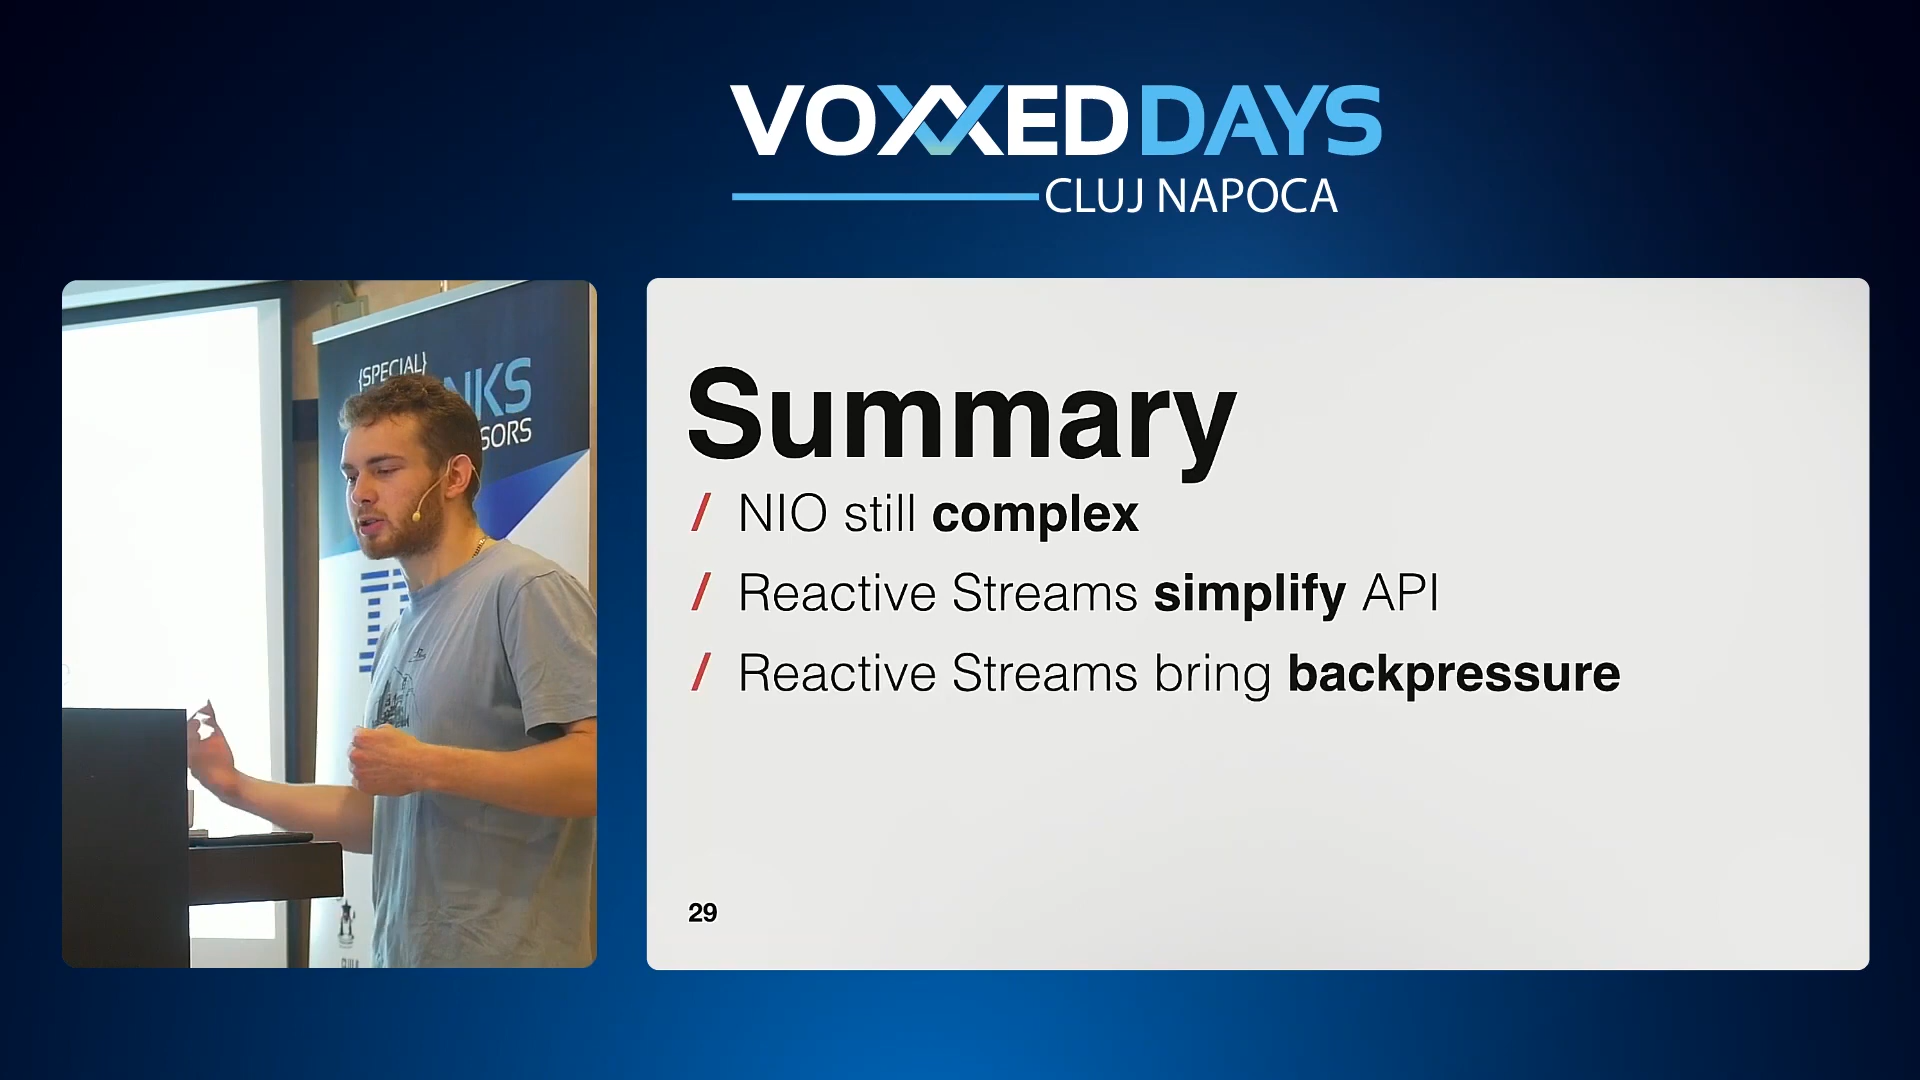 VOXXED DAYS
CLUJ NAPOCA
{SPECIAL}
NKS
SORS
Summary
/ NIO still complex
/ Reactive Streams simplify API
/ Reactive Streams bring backpressure
29